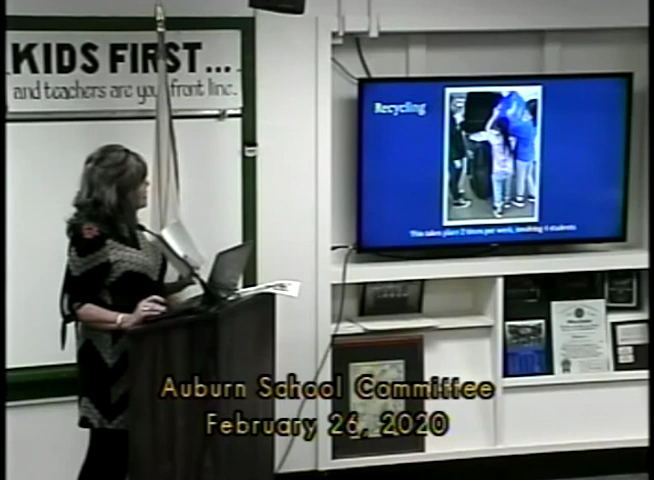 KIDS FIRST...
and teachers are your front line.
Recycling
This takes place 2 times per week, involving 4 students
Auburn School Committee
February 26, 2020